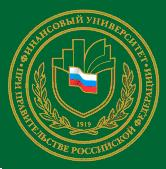 • ФИНАНСОВЫЙ УНИВЕРСИТЕТ •
ПРИ ПРАВИТЕЛЬСТВЕ РОССИЙСКОЙ ФЕДЕРАЦИИ
1919